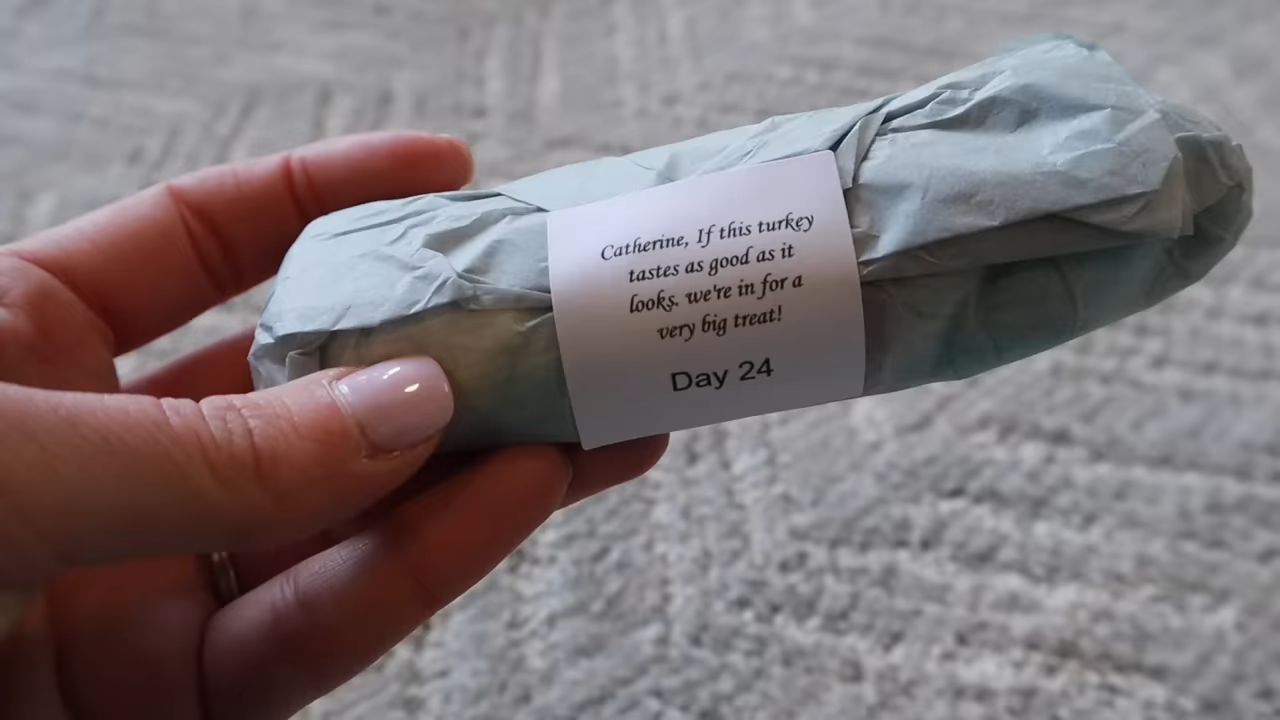 Catherine, If this turkey
tastes as good as it
looks. we're in for a
very big treat!
Day 24